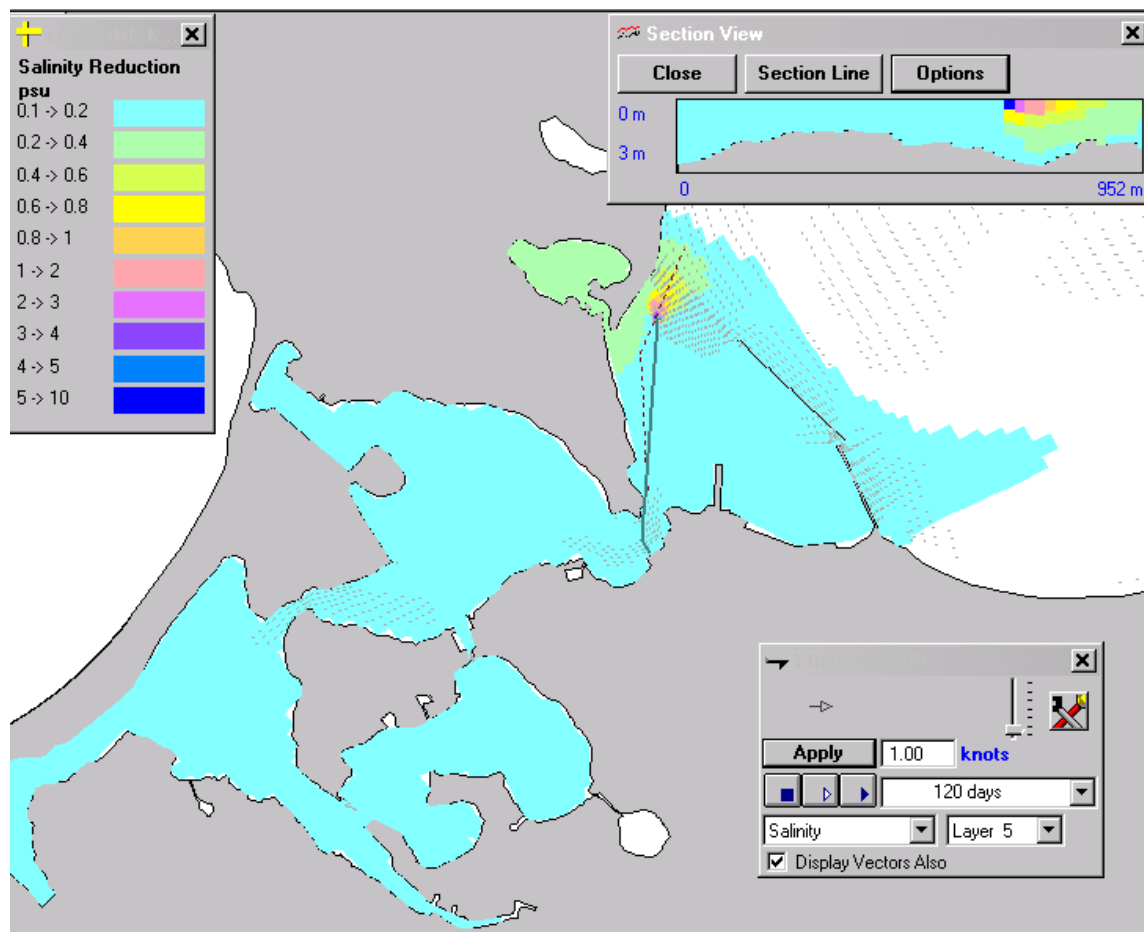 Salinity Reduction
psu
0.1 -> 0.2
0.2 -> 0.4
0.4 -> 0.6
0.6 -> 0.8
0.8 -> 1
1 -> 2
2 -> 3
3 -> 4
4 -> 5
5 -> 10
Section View
Close Section Line Options
0 m
3 m
0 952 m
Apply 1.00 knots
120 days
Salinity Layer 5
Display Vectors Also